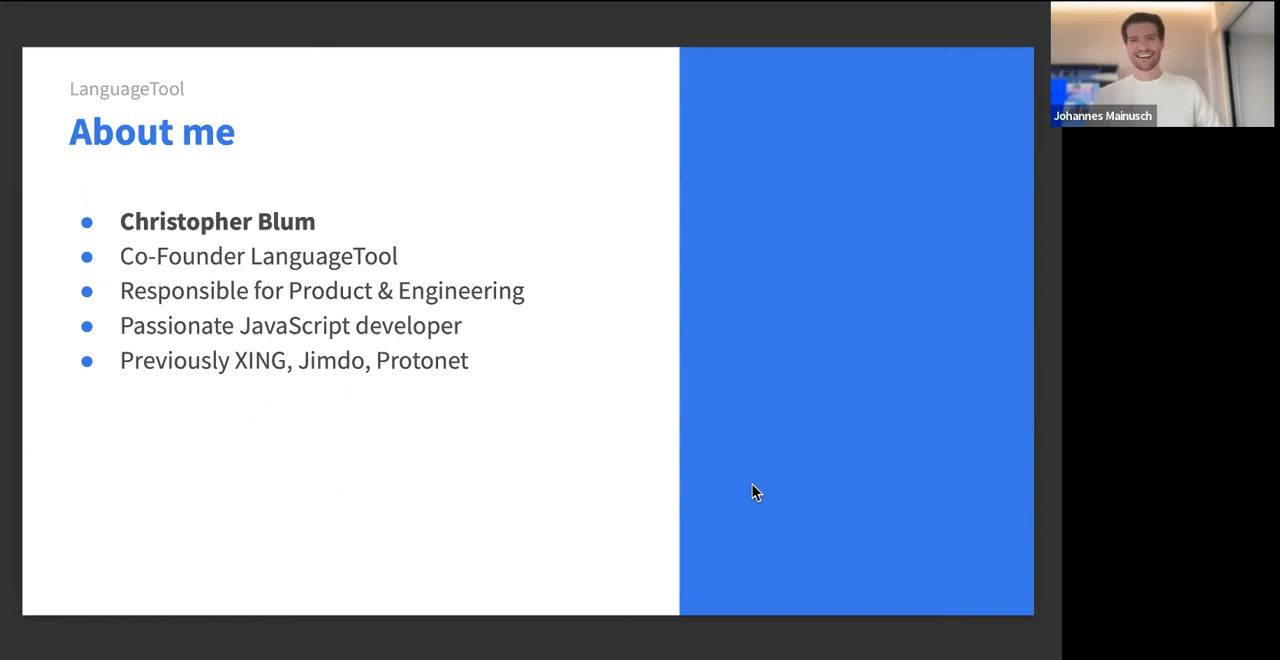 LanguageTool
About me
Christopher Blum
Co-Founder LanguageTool
Responsible for Product & Engineering
Passionate JavaScript developer
Previously XING, Jimdo, Protonet
Johannes Mainusch